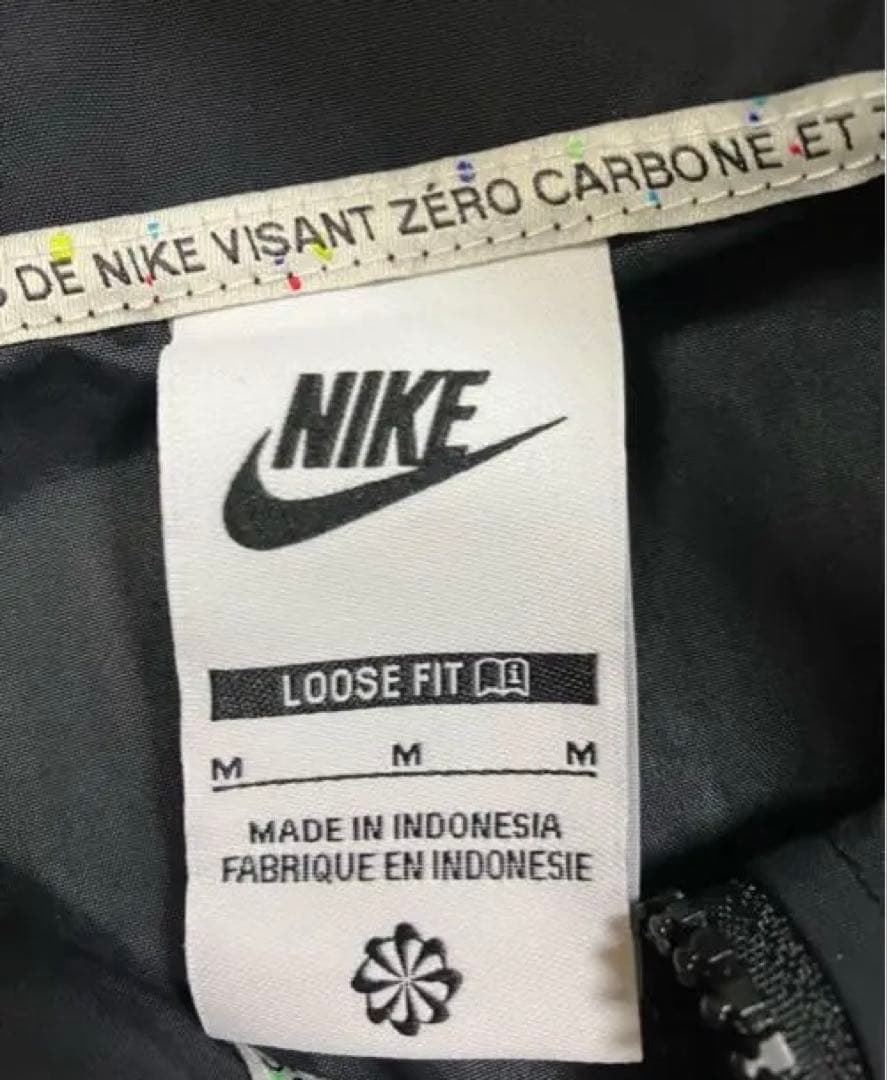 DE NIKE VISANT ZÉRO CARBONE ET
NIKE
LOOSE FIT
M M M
MADE IN INDONESIA
FABRIQUE EN INDONESIE